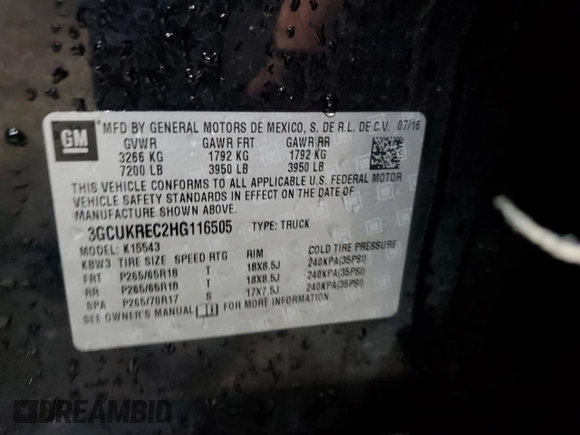 GM
MFD BY GENERAL MOTORS DE MEXICO, S. DE R.L. DE C.V. 07/16
GVWR GAWR FRT GAWR RR
3266 KG 1792 KG 1792 KG
7200 LB 3950 LB 3950 LB
THIS VEHICLE CONFORMS TO ALL APPLICABLE U.S. FEDERAL MOTOR
VEHICLE SAFETY STANDARDS IN EFFECT ON THE DATE OF
MANUFACTURE SHOWN ABOVE.
3GCUKREC2HG116505 TYPE: TRUCK
MODEL: K15543
K8W3 TIRE SIZE SPEED RTG RIM COLD TIRE PRESSURE
FRT P265/65R18 T 18X8.5J 240KPA(35PSI)
RR P265/65R18 T 18X8.5J 240KPA(35PSI)
SPA P265/70R17 S 17X7.5J 240KPA(35PSI)
SEE OWNER'S MANUAL FOR MORE INFORMATION.
DREAMBID